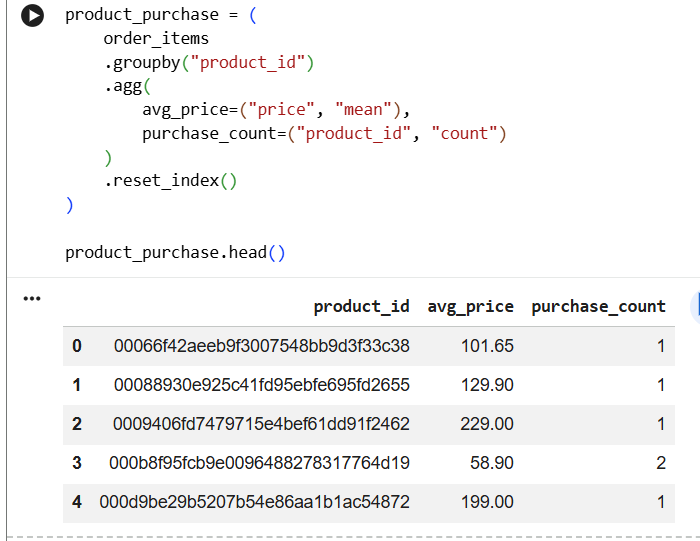 product_purchase = (
    order_items
    .groupby("product_id")
    .agg(
        avg_price=("price", "mean"),
        purchase_count=("product_id", "count")
    )
    .reset_index()
)
product_purchase.head()
...
product_id avg_price purchase_count
0 00066f42aeeb9f3007548bb9d3f33c38 101.65 1
1 00088930e925c41fd95ebfe695fd2655 129.90 1
2 0009406fd7479715e4bef61dd91f2462 229.00 1
3 000b8f95fcb9e0096488278317764d19 58.90 2
4 000d9be29b5207b54e86aa1b1ac54872 199.00 1